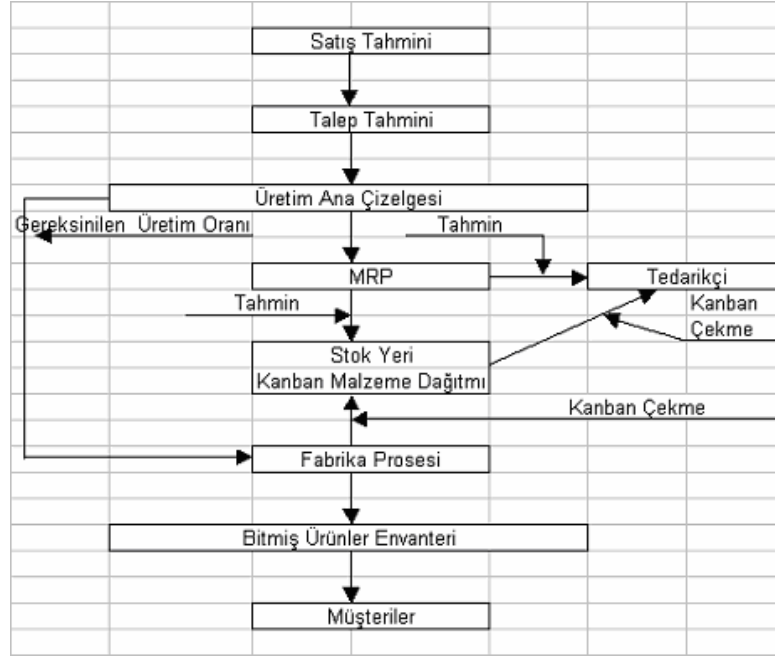 Satış Tahmini
Talep Tahmini
Üretim Ana Çizelgesi
Gereksinilen Üretim Oranı
Tahmin
MRP
Tedarikçi
Tahmin
Kanban
Çekme
Stok Yeri
Kanban Malzeme Dağıtmı
Kanban Çekme
Fabrika Prosesi
Bitmiş Ürünler Envanteri
Müşteriler